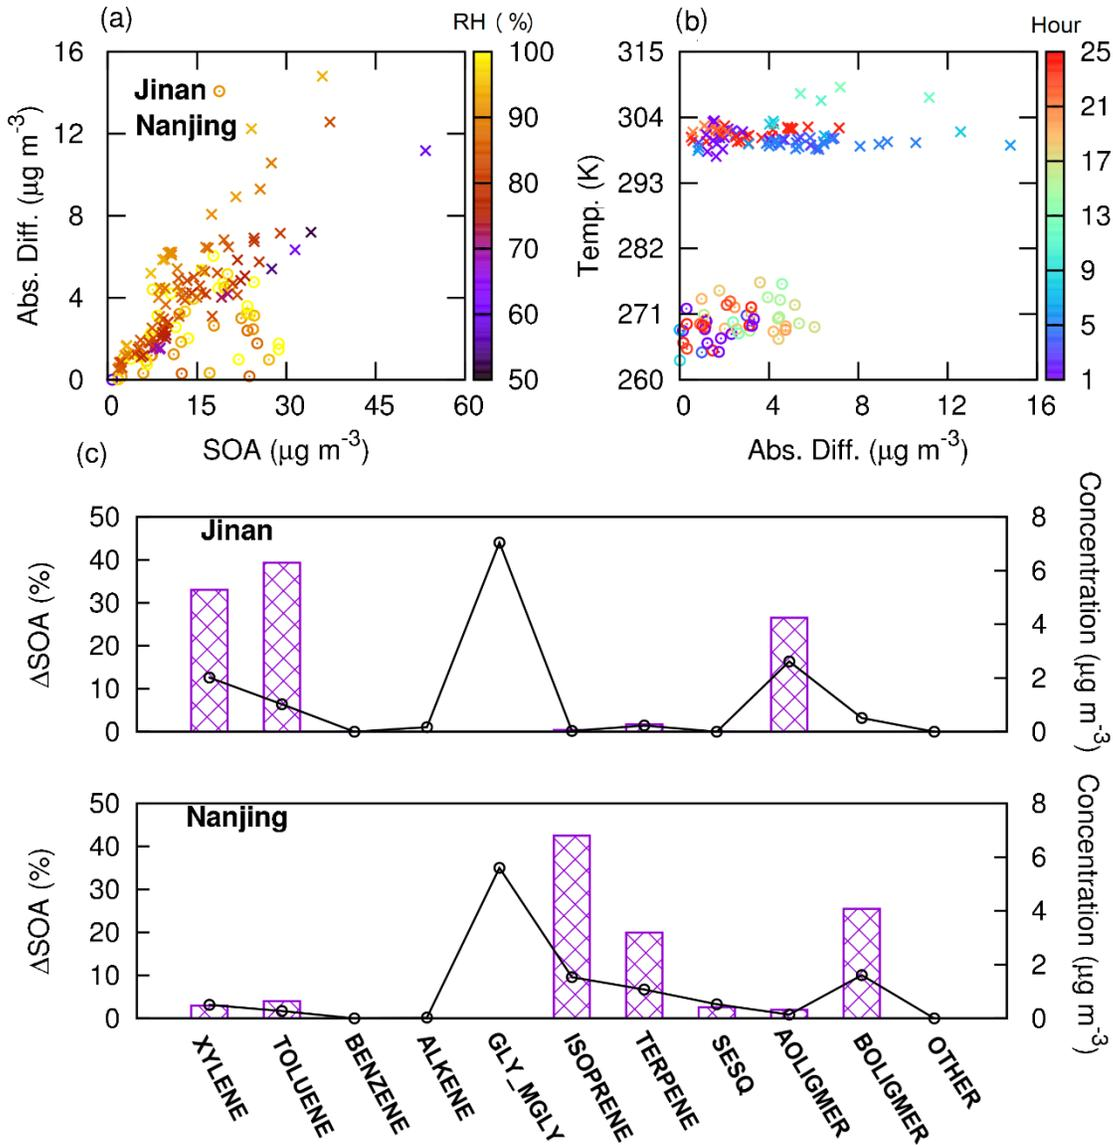 (a)
RH (%)
Abs. Diff. (μg m-3)
16
12
8
4
0
Jinan
Nanjing
0 15 30 45 60
SOA (μg m-3)
100
90
80
70
60
50
(b)
Hour
Temp. (K)
315
304
293
282
271
260
0 4 8 12 16
Abs. Diff. (μg m-3)
25
21
17
13
9
5
1
(c)
ΔSOA (%)
50
40
30
20
10
0
Jinan
8
6
4
2
0
Concentration (μg m-3)
ΔSOA (%)
50
40
30
20
10
0
Nanjing
8
6
4
2
0
Concentration (μg m-3)
XYLENE
TOLUENE
BENZENE
ALKENE
GLY_MGLY
ISOPRENE
TERPENE
SESQ
AOLIGMER
BOLIGMER
OTHER